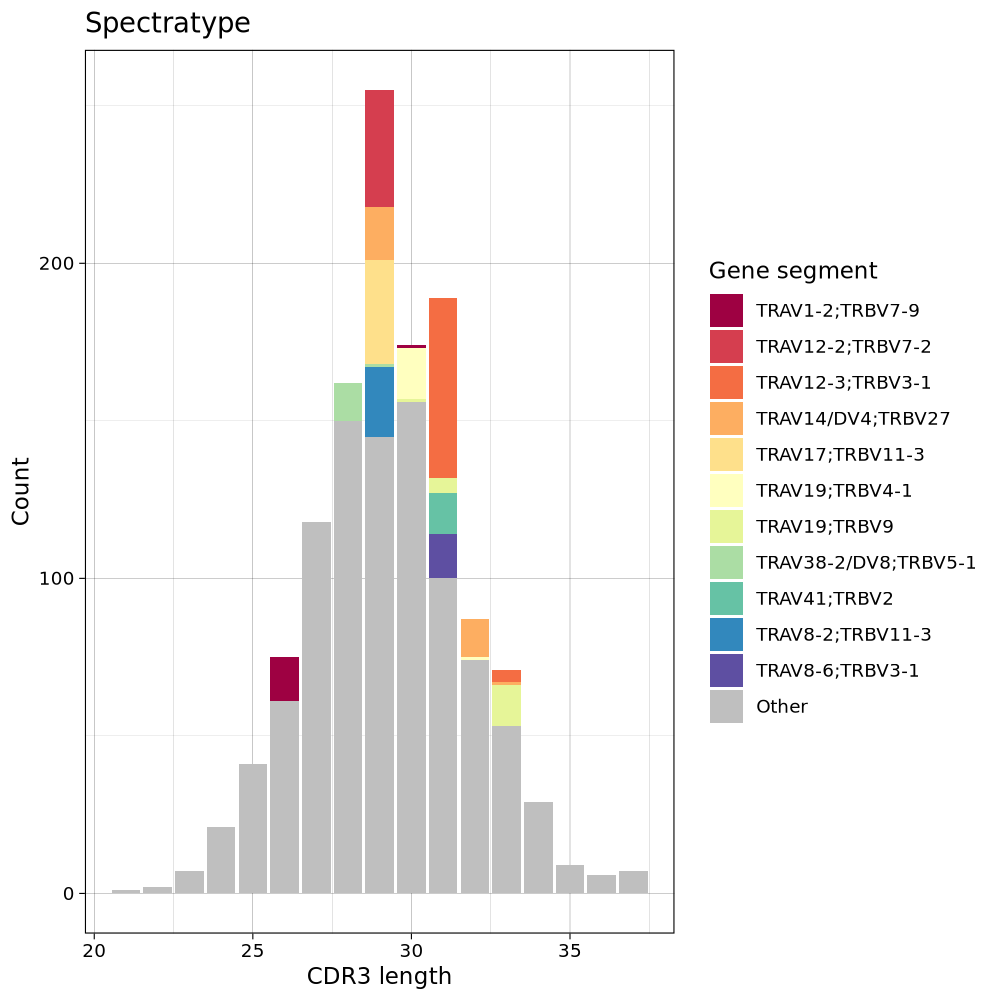 Spectratype
Count
200
100
0
20
25
30
35
CDR3 length
Gene segment
TRAV1-2;TRBV7-9
TRAV12-2;TRBV7-2
TRAV12-3;TRBV3-1
TRAV14/DV4;TRBV27
TRAV17;TRBV11-3
TRAV19;TRBV4-1
TRAV19;TRBV9
TRAV38-2/DV8;TRBV5-1
TRAV41;TRBV2
TRAV8-2;TRBV11-3
TRAV8-6;TRBV3-1
Other